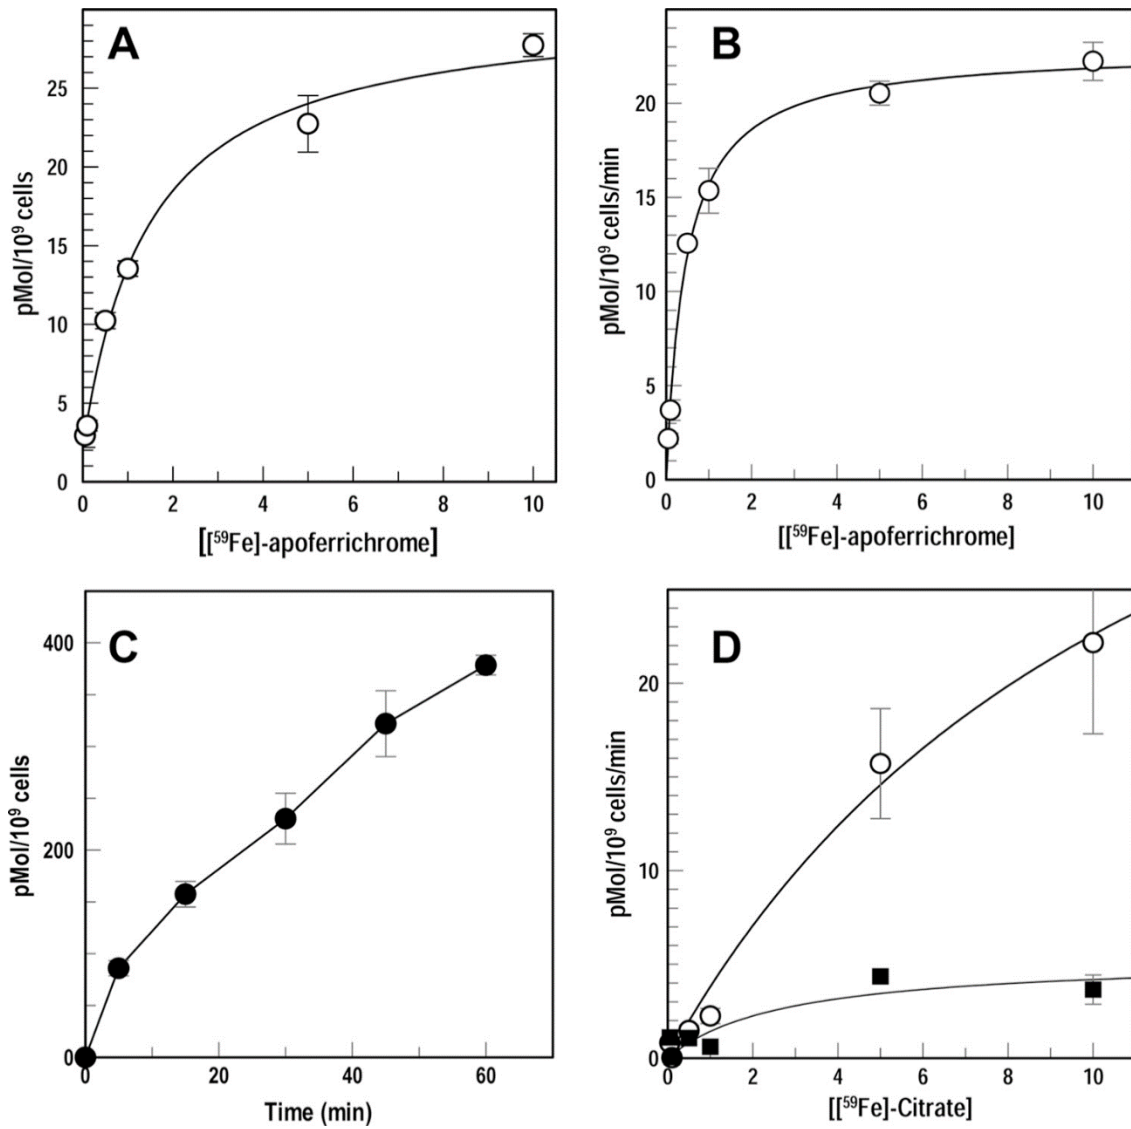 A
pMol/10⁹ cells
25
20
15
10
5
0
0 2 4 6 8 10
[[⁵⁹Fe]-apoferrichrome]
B
pMol/10⁹ cells/min
20
15
10
5
0
0 2 4 6 8 10
[[⁵⁹Fe]-apoferrichrome]
C
pMol/10⁹ cells
400
200
0
0 20 40 60
Time (min)
D
pMol/10⁹ cells/min
20
10
0
0 2 4 6 8 10
[[⁵⁹Fe]-Citrate]